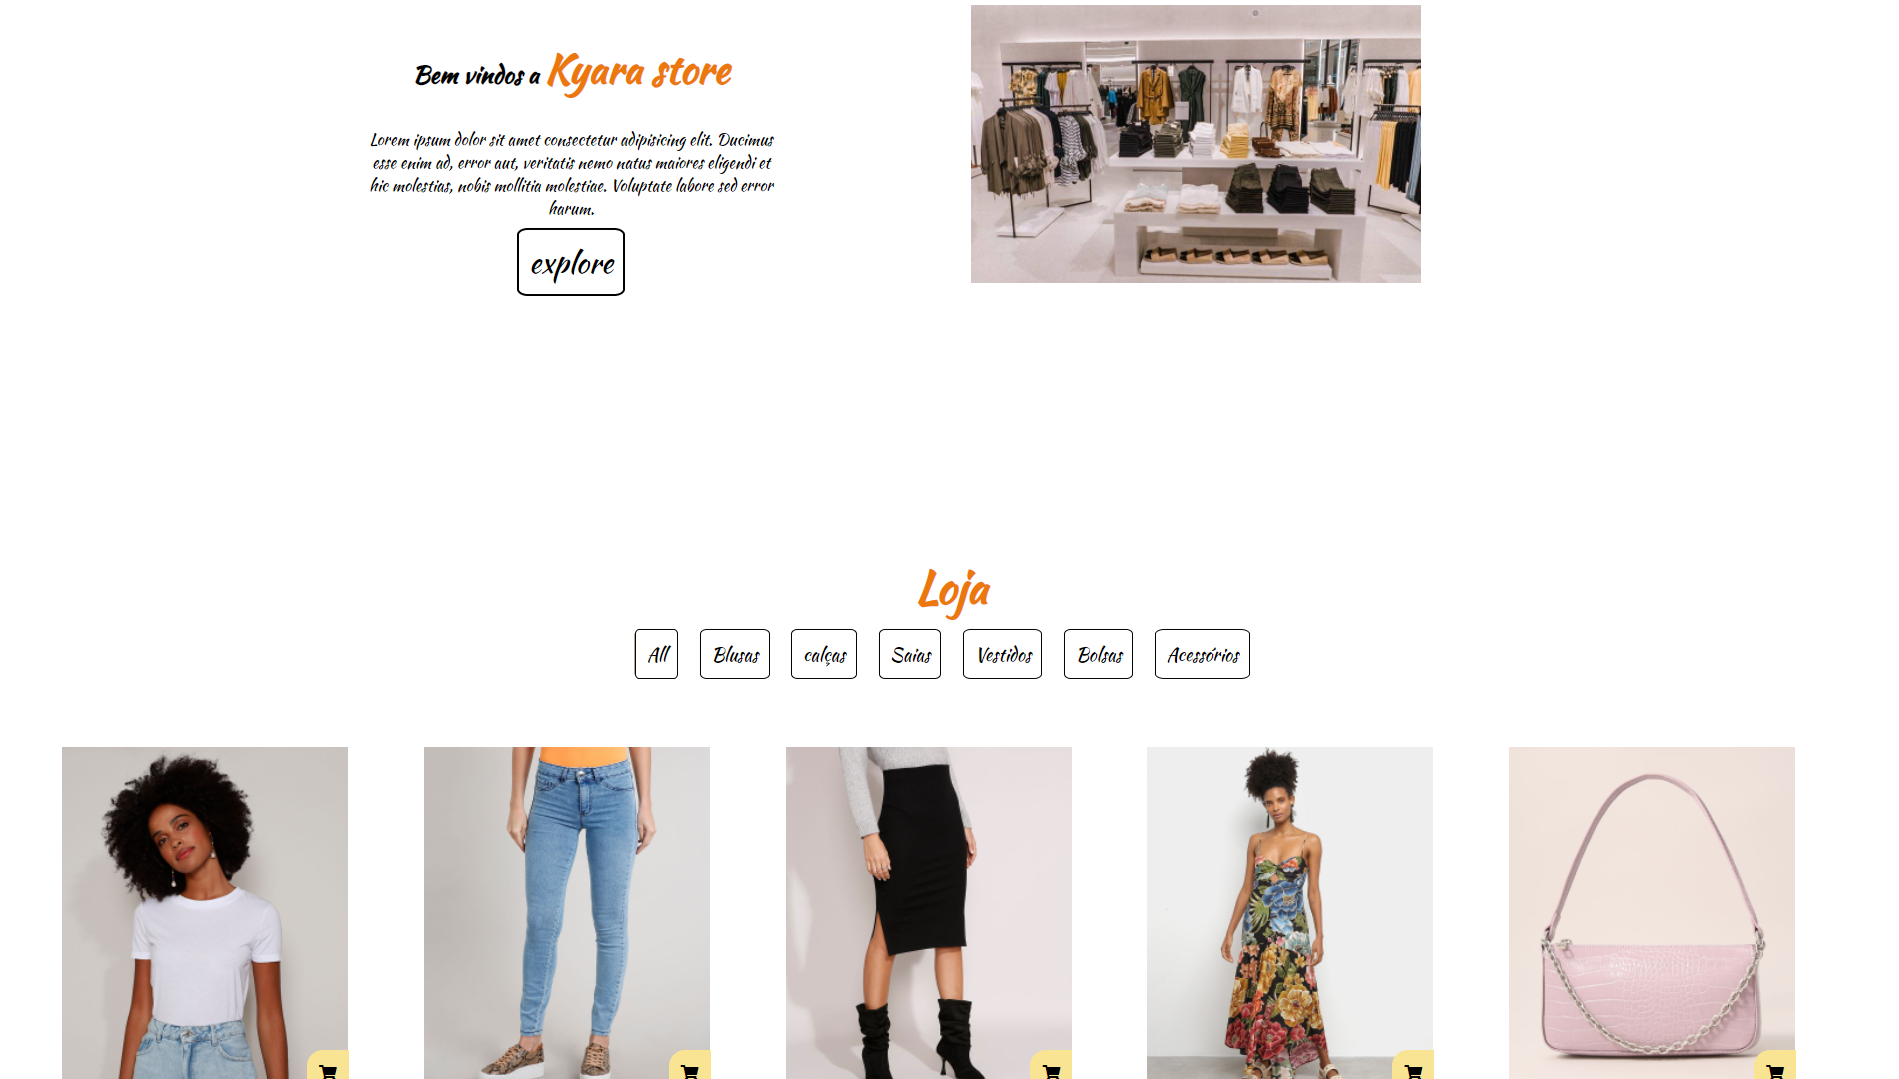 Bem vindos a Kyara store
Lorem ipsum dolor sit amet consectetur adipisicing elit. Ducimus
esse enim ad, error aut, veritatis nemo natus maiores eligendi et
hic molestias, nobis mollitia molestiae. Voluptate labore sed error
harum.
explore
Loja
All Blusas calças Saias Vestidos Bolsas Acessórios